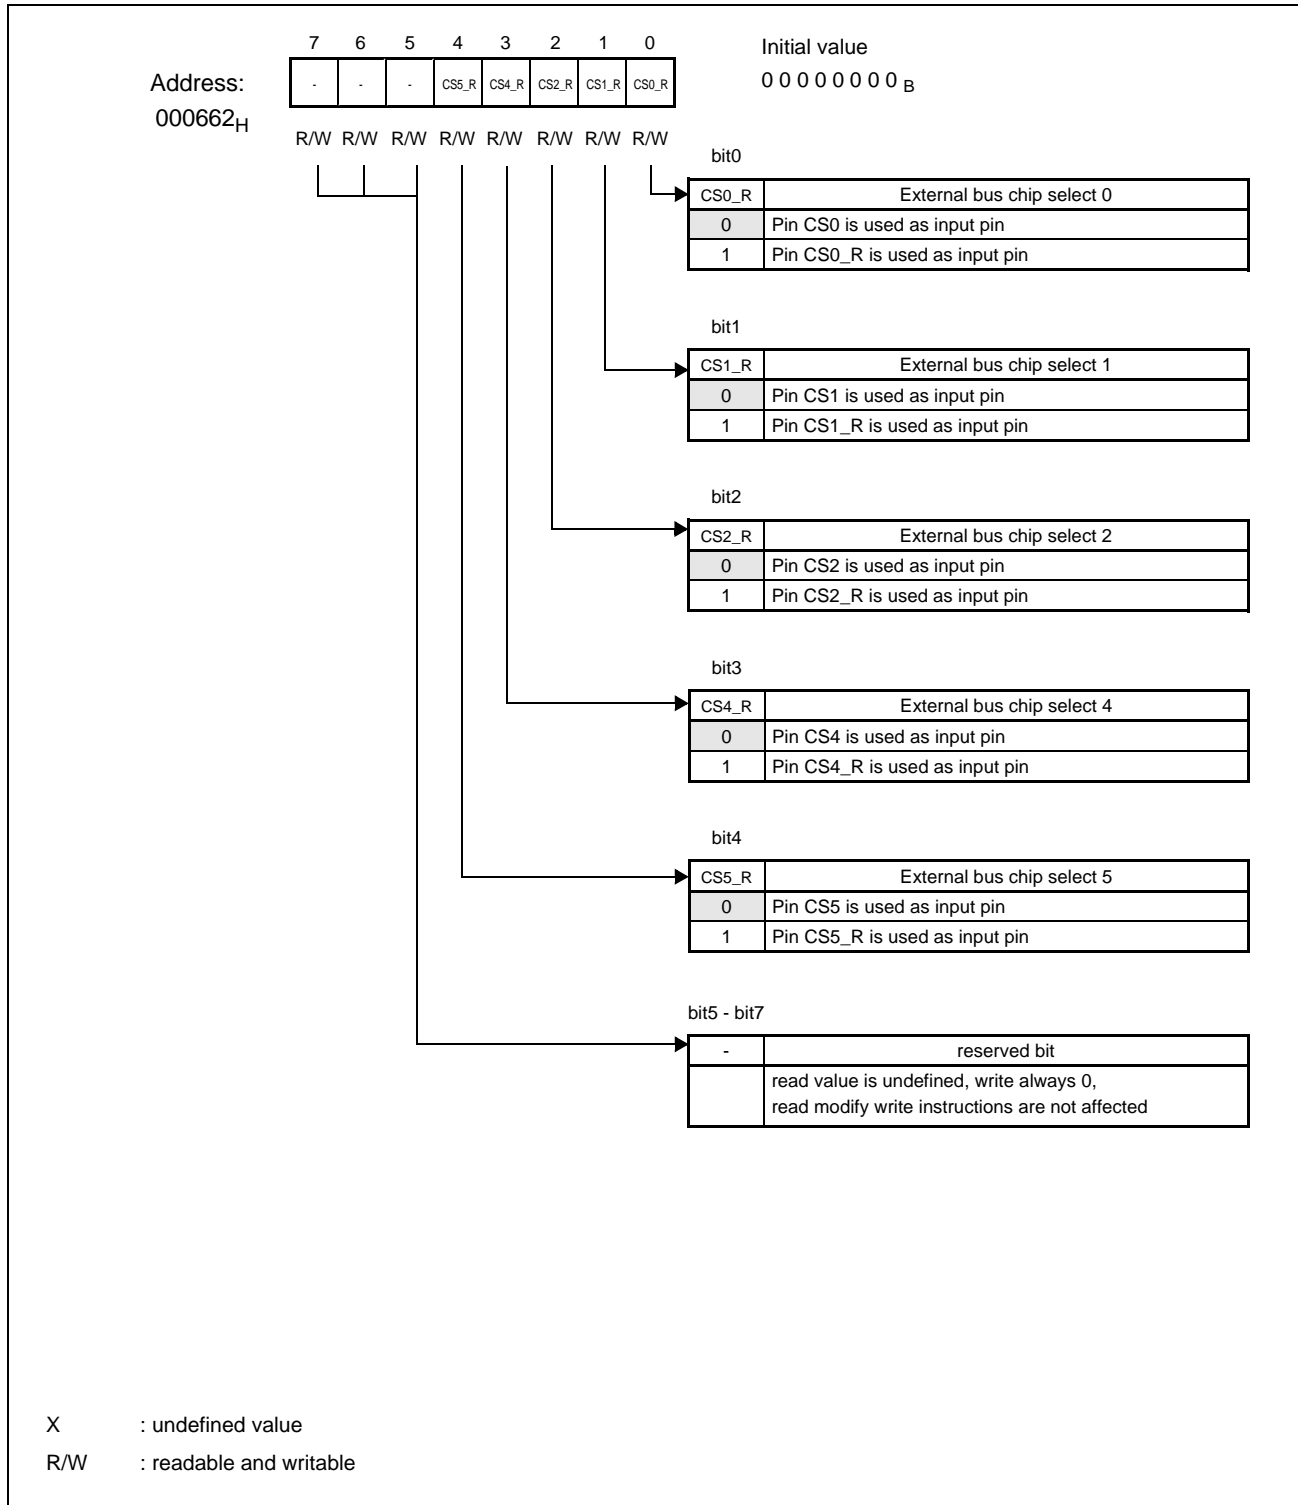 7 6 5 4 3 2 1 0
Initial value
Address:
- - - CS5_R CS4_R CS2_R CS1_R CS0_R
0 0 0 0 0 0 0 0 B
000662H
R/W R/W R/W R/W R/W R/W R/W R/W
bit0
CS0_R External bus chip select 0
0 Pin CS0 is used as input pin
1 Pin CS0_R is used as input pin
bit1
CS1_R External bus chip select 1
0 Pin CS1 is used as input pin
1 Pin CS1_R is used as input pin
bit2
CS2_R External bus chip select 2
0 Pin CS2 is used as input pin
1 Pin CS2_R is used as input pin
bit3
CS4_R External bus chip select 4
0 Pin CS4 is used as input pin
1 Pin CS4_R is used as input pin
bit4
CS5_R External bus chip select 5
0 Pin CS5 is used as input pin
1 Pin CS5_R is used as input pin
bit5 - bit7
- reserved bit
read value is undefined, write always 0,
read modify write instructions are not affected
X : undefined value
R/W : readable and writable